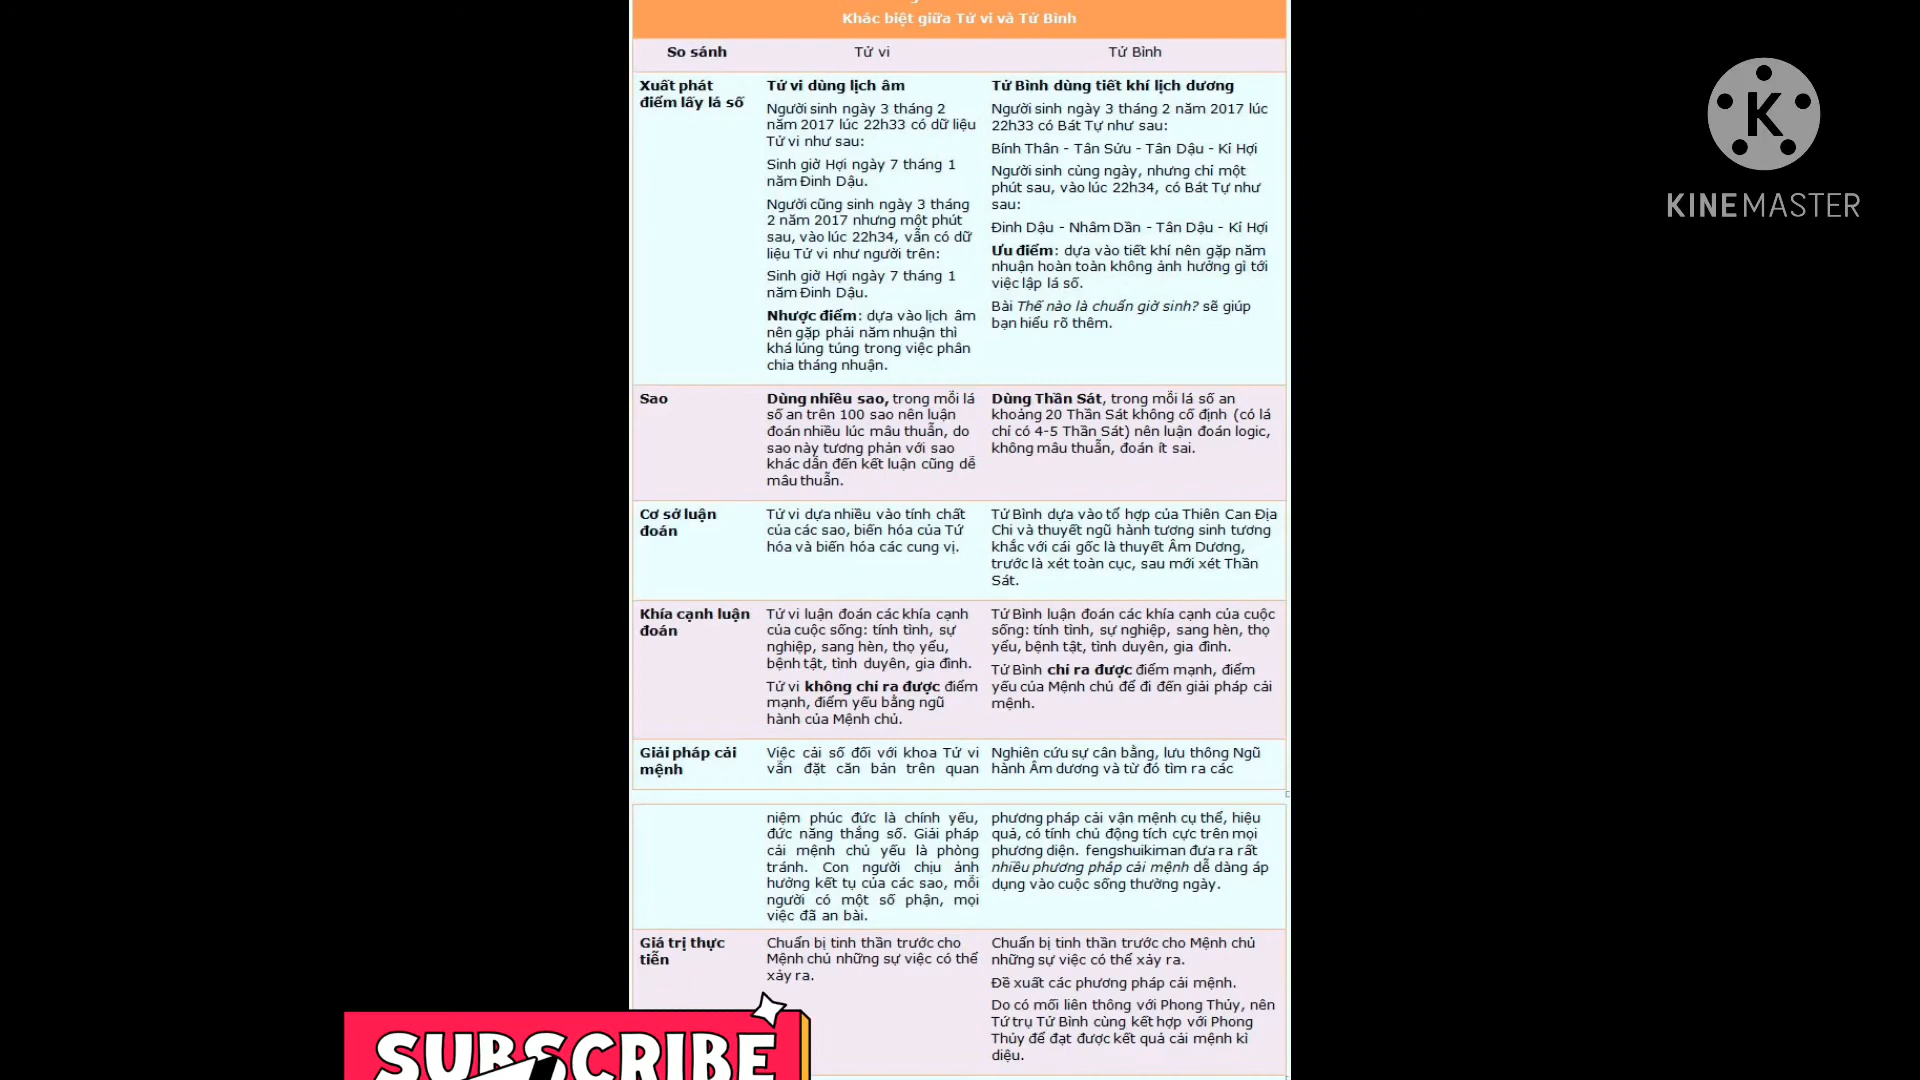 Khác biệt giữa Tử vi và Tử Bình
So sánh
Tử vi
Tử Bình
Xuất phát
điểm lấy lá số
Tử vi dùng lịch âm
Người sinh ngày 3 tháng 2
năm 2017 lúc 22h33 có dữ liệu
Tử vi như sau:
Sinh giờ Hợi ngày 7 tháng 1
năm Đinh Dậu.
Người cũng sinh ngày 3 tháng
2 năm 2017 nhưng một phút
sau, vào lúc 22h34, vẫn có dữ
liệu Tử vi như người trên:
Sinh giờ Hợi ngày 7 tháng 1
năm Đinh Dậu.
Nhược điểm: dựa vào lịch âm
nên gặp phải năm nhuận thì
khá lúng túng trong việc phân
chia tháng nhuận.
Tử Bình dùng tiết khí lịch dương
Người sinh ngày 3 tháng 2 năm 2017 lúc
22h33 có Bát Tự như sau:
Bính Thân - Tân Sửu - Tân Dậu - Kỉ Hợi
Người sinh cùng ngày, nhưng chỉ một
phút sau, vào lúc 22h34, có Bát Tự như
sau:
Đinh Dậu - Nhâm Dần - Tân Dậu - Kỉ Hợi
Ưu điểm: dựa vào tiết khí nên gặp năm
nhuận hoàn toàn không ảnh hưởng gì tới
việc lập lá số.
Bài Thế nào là chuẩn giờ sinh? sẽ giúp
bạn hiểu rõ thêm.
Sao
Dùng nhiều sao, trong mỗi lá
số an trên 100 sao nên luận
đoán nhiều lúc mâu thuẫn, do
sao này tương phản với sao
khác dẫn đến kết luận cũng dễ
mâu thuẫn.
Dùng Thần Sát, trong mỗi lá số an
khoảng 20 Thần Sát không cố định (có lá
chỉ có 4-5 Thần Sát) nên luận đoán logic,
không mâu thuẫn, đoán ít sai.
Cơ sở luận
đoán
Tử vi dựa nhiều vào tính chất
của các sao, biến hóa của Tứ
hóa và biến hóa các cung vị.
Tử Bình dựa vào tổ hợp của Thiên Can Địa
Chi và thuyết ngũ hành tương sinh tương
khắc với cái gốc là thuyết Âm Dương,
trước là xét toàn cục, sau mới xét Thần
Sát.
Khía cạnh luận
đoán
Tử vi luận đoán các khía cạnh
của cuộc sống: tính tình, sự
nghiệp, sang hèn, thọ yểu,
bệnh tật, tình duyên, gia đình.
Tử vi không chỉ ra được điểm
mạnh, điểm yếu bằng ngũ
hành của Mệnh chủ.
Tử Bình luận đoán các khía cạnh của cuộc
sống: tính tình, sự nghiệp, sang hèn, thọ
yểu, bệnh tật, tình duyên, gia đình.
Tử Bình chỉ ra được điểm mạnh, điểm
yếu của Mệnh chủ để đi đến giải pháp cải
mệnh.
Giải pháp cải
mệnh
Việc cải số đối với khoa Tử vi
vẫn đặt căn bản trên quan
niệm phúc đức là chính yếu,
đức năng thắng số. Giải pháp
cải mệnh chủ yếu là phòng
tránh. Con người chịu ảnh
hưởng kết tụ của các sao, mỗi
người có một số phận, mọi
việc đã an bài.
Nghiên cứu sự cân bằng, lưu thông Ngũ
hành Âm dương và từ đó tìm ra các
phương pháp cải vận mệnh cụ thể, hiệu
quả, có tính chủ động tích cực trên mọi
phương diện. fengshuikiman đưa ra rất
nhiều phương pháp cải mệnh dễ dàng áp
dụng vào cuộc sống thường ngày.
Giá trị thực
tiễn
Chuẩn bị tinh thần trước cho
Mệnh chủ những sự việc có thể
xảy ra.
Chuẩn bị tinh thần trước cho Mệnh chủ
những sự việc có thể xảy ra.
Đề xuất các phương pháp cải mệnh.
Do có mối liên thông với Phong Thủy, nên
Tứ trụ Tử Bình cùng kết hợp với Phong
Thủy để đạt được kết quả cải mệnh kì
diệu.
K
KINEMASTER
SUBSCRIBE